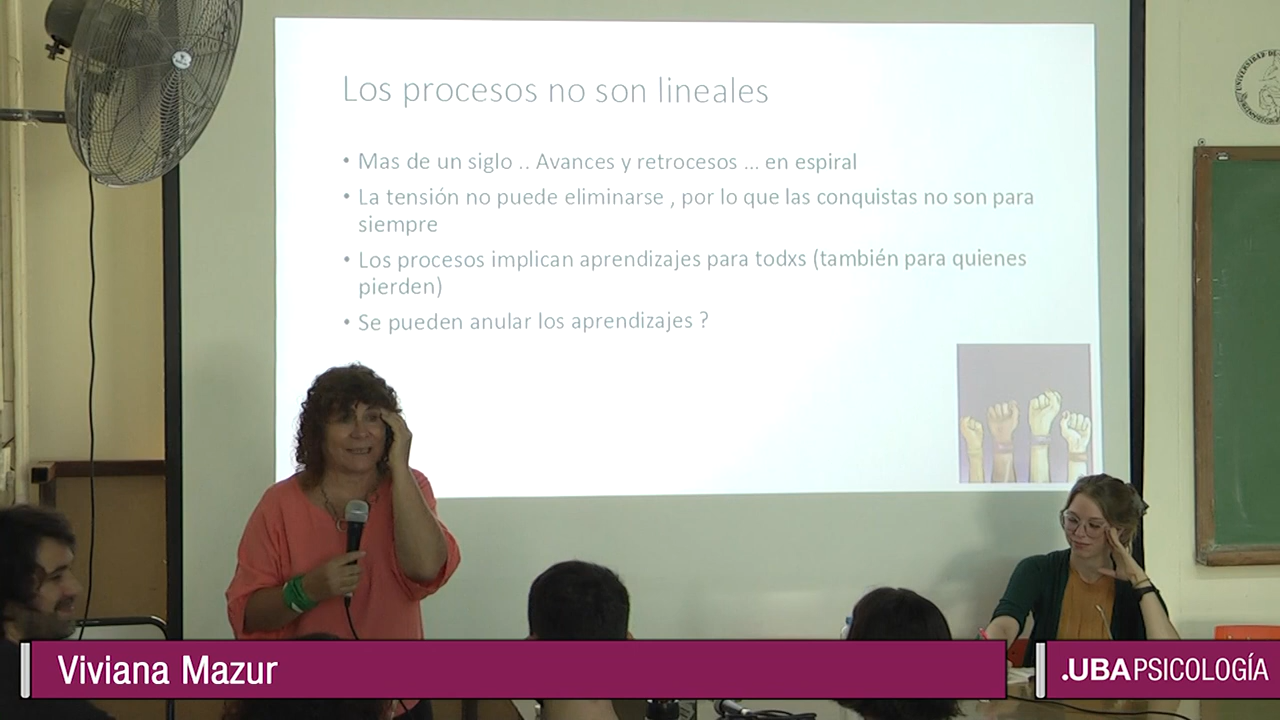 Los procesos no son lineales
• Mas de un siglo .. Avances y retrocesos ... en espiral
• La tensión no puede eliminarse , por lo que las conquistas no son para
siempre
• Los procesos implican aprendizajes para todxs (también para quienes
pierden)
• Se pueden anular los aprendizajes ?
Viviana Mazur
.UBAPSICOLOGÍA